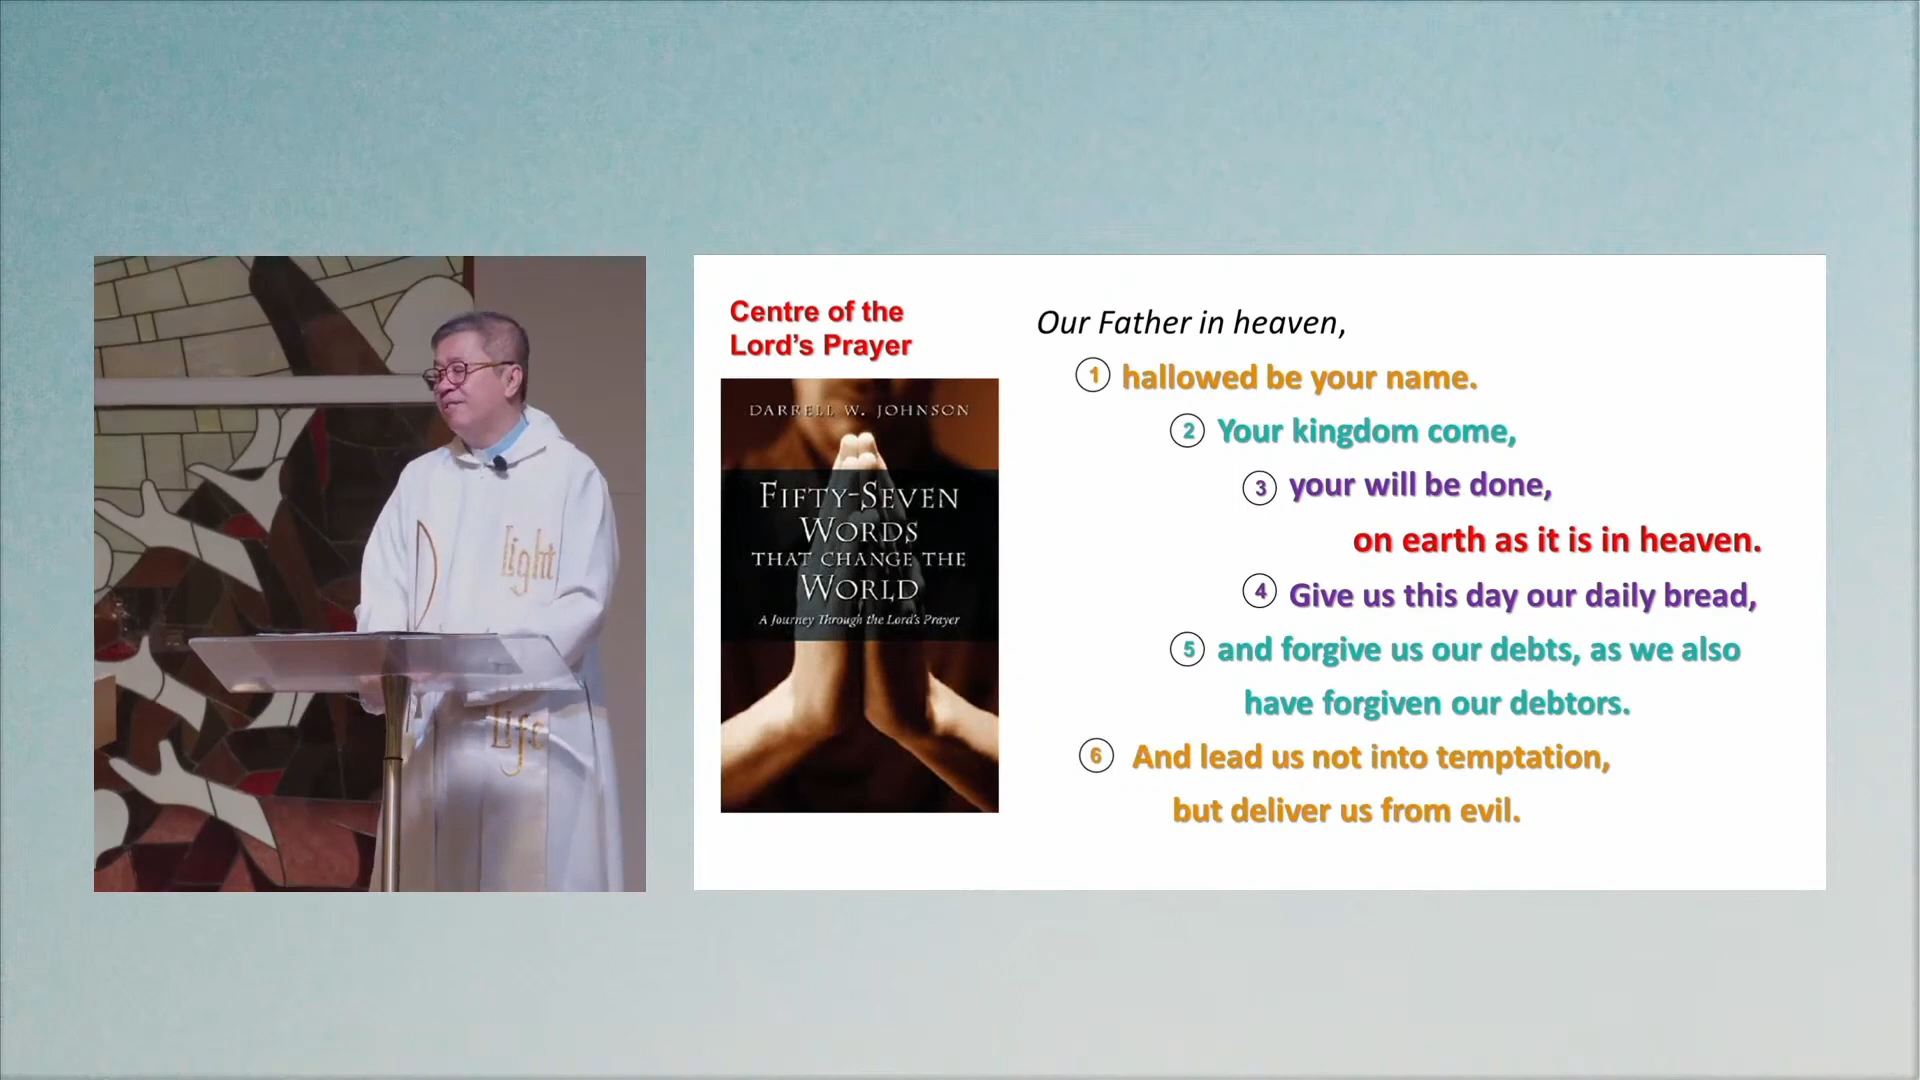 Light
Life
Centre of the
Lord's Prayer
DARRELL W. JOHNSON
FIFTY-SEVEN
WORDS
THAT CHANGE THE
WORLD
A Journey Through the Lord's Prayer
Our Father in heaven,
1 hallowed be your name.
2 Your kingdom come,
3 your will be done,
on earth as it is in heaven.
4 Give us this day our daily bread,
5 and forgive us our debts, as we also
have forgiven our debtors.
6 And lead us not into temptation,
but deliver us from evil.